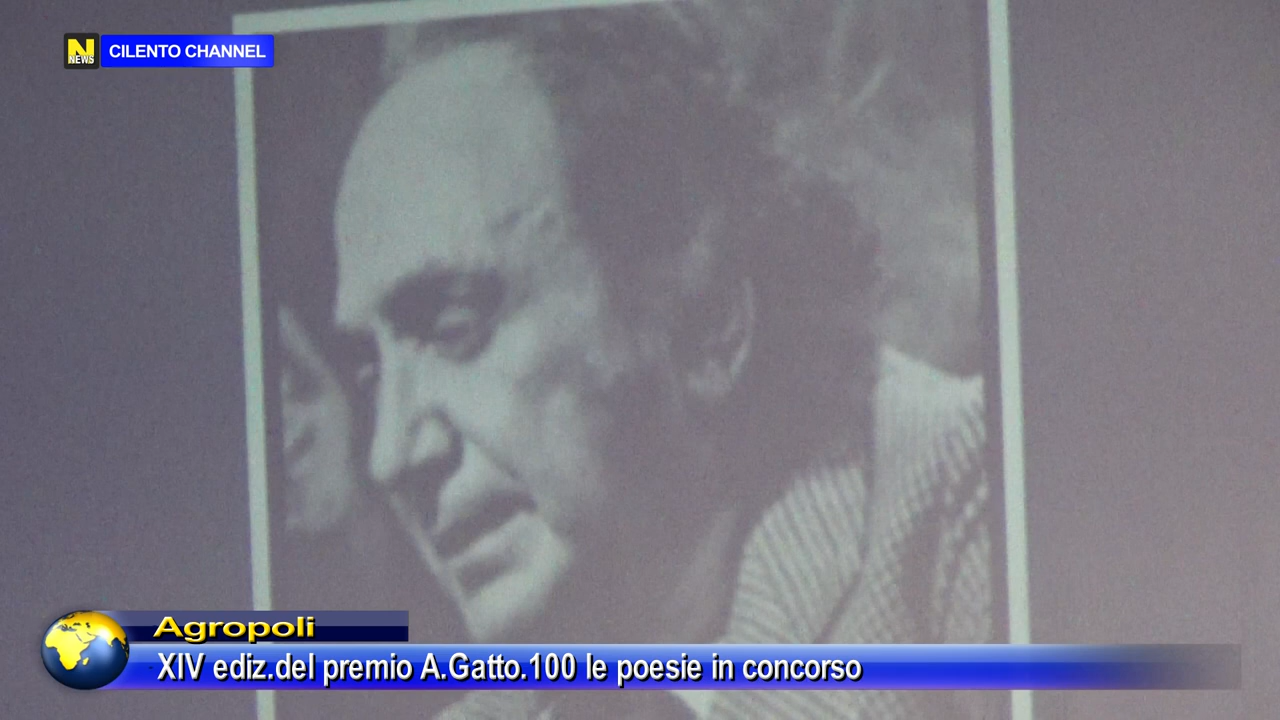 N
NEWS
CILENTO CHANNEL
Agropoli
XIV ediz.del premio A.Gatto.100 le poesie in concorso